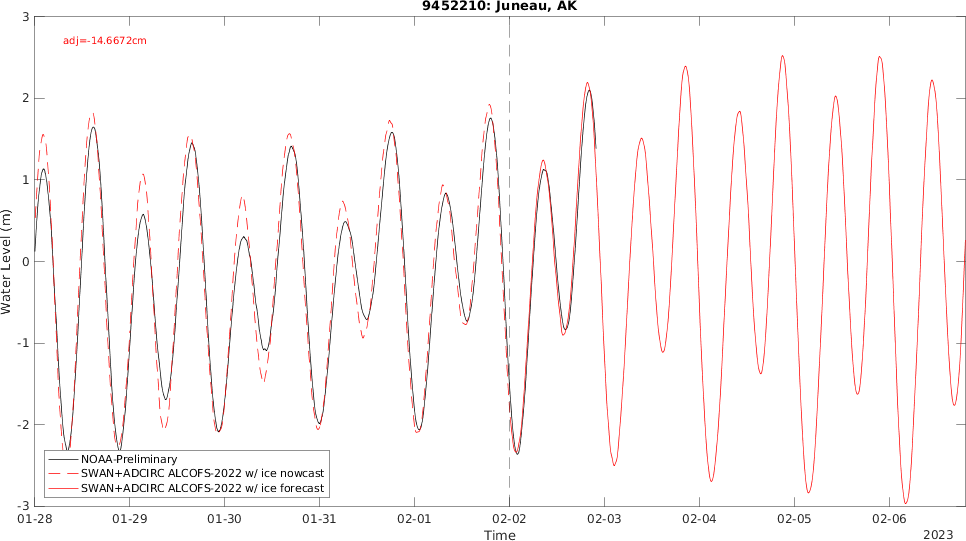 9452210: Juneau, AK
adj=-14.6672cm
Water Level (m)
3
2
1
0
-1
-2
-3
NOAA-Preliminary
SWAN+ADCIRC ALCOFS-2022 w/ ice nowcast
SWAN+ADCIRC ALCOFS-2022 w/ ice forecast
01-28 01-29 01-30 01-31 02-01 02-02 02-03 02-04 02-05 02-06
Time
2023